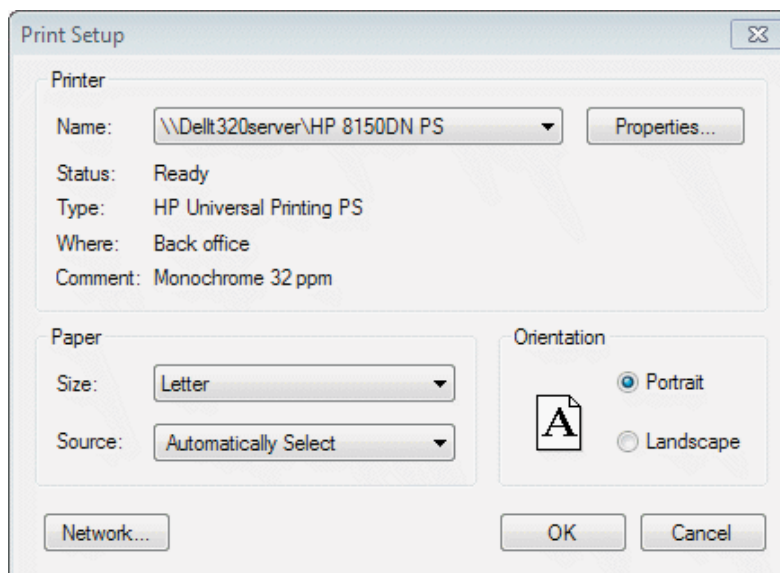 Print Setup
Printer
Name: \\Dellt320server\HP 8150DN PS Properties...
Status: Ready
Type: HP Universal Printing PS
Where: Back office
Comment: Monochrome 32 ppm
Paper
Size: Letter
Source: Automatically Select
Orientation
A
Portrait
Landscape
Network...
OK
Cancel